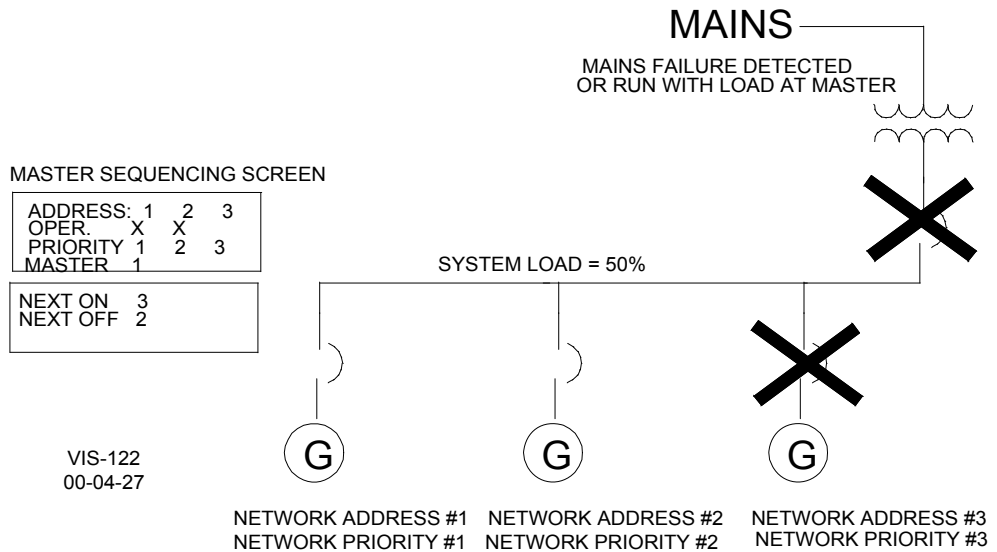 MAINS
MAINS FAILURE DETECTED
OR RUN WITH LOAD AT MASTER
MASTER SEQUENCING SCREEN
ADDRESS: 1 2 3
OPER. X X
PRIORITY 1 2 3
MASTER 1
SYSTEM LOAD = 50%
NEXT ON 3
NEXT OFF 2
G G G
VIS-122
00-04-27
NETWORK ADDRESS #1 NETWORK ADDRESS #2 NETWORK ADDRESS #3
NETWORK PRIORITY #1 NETWORK PRIORITY #2 NETWORK PRIORITY #3